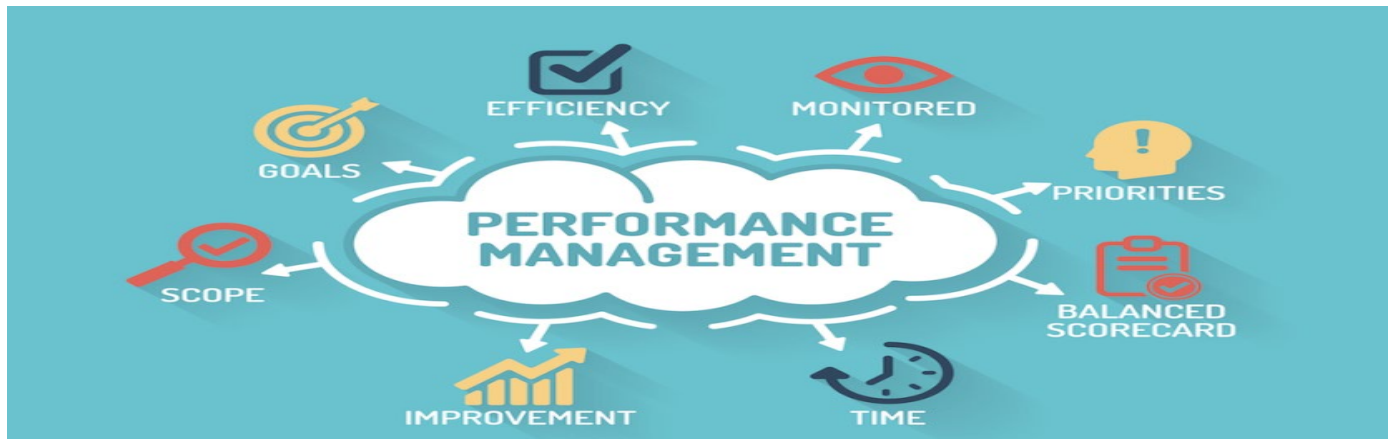 EFFICIENCY
MONITORED
GOALS
PRIORITIES
PERFORMANCE
MANAGEMENT
SCOPE
BALANCED
SCORECARD
IMPROVEMENT
TIME